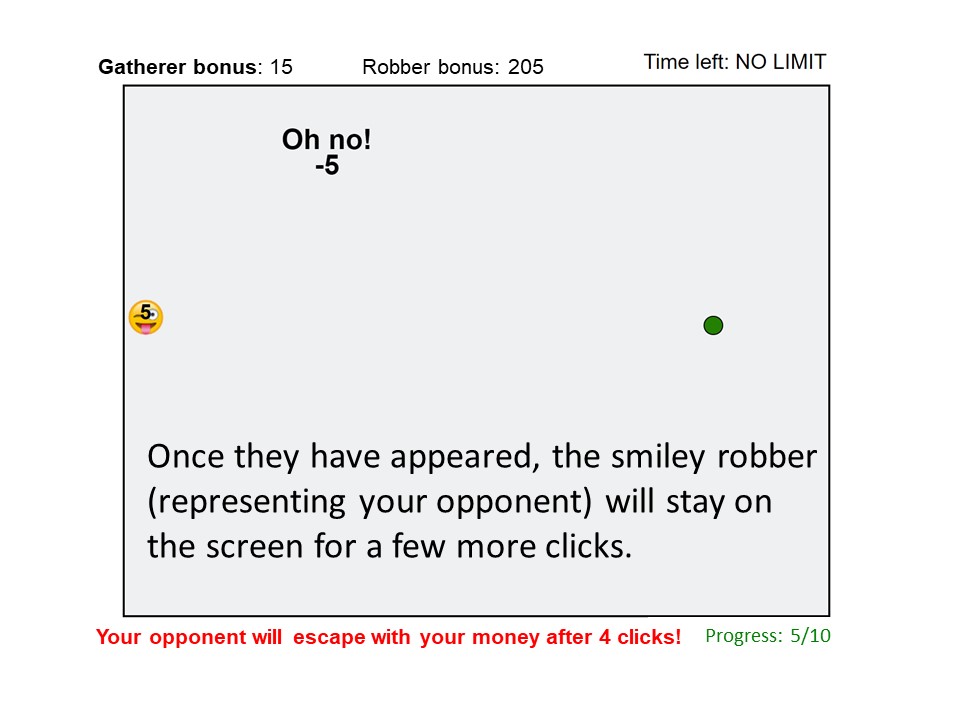 Gatherer bonus: 15 Robber bonus: 205 Time left: NO LIMIT
Oh no!
-5
5
Once they have appeared, the smiley robber
(representing your opponent) will stay on
the screen for a few more clicks.
Your opponent will escape with your money after 4 clicks! Progress: 5/10